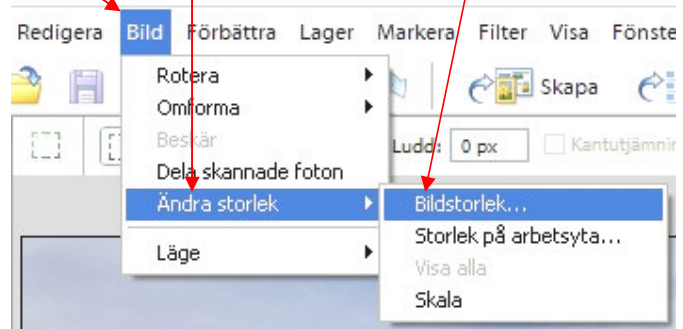 Redigera Bild Förbättra Lager Markera Filter Visa Fönste
Skapa
Ludd: 0 px Kantutjämnin
Rotera
Omforma
Beskär
Dela skannade foton
Ändra storlek
Läge
Bildstorlek...
Storlek på arbetsyta...
Visa alla
Skala